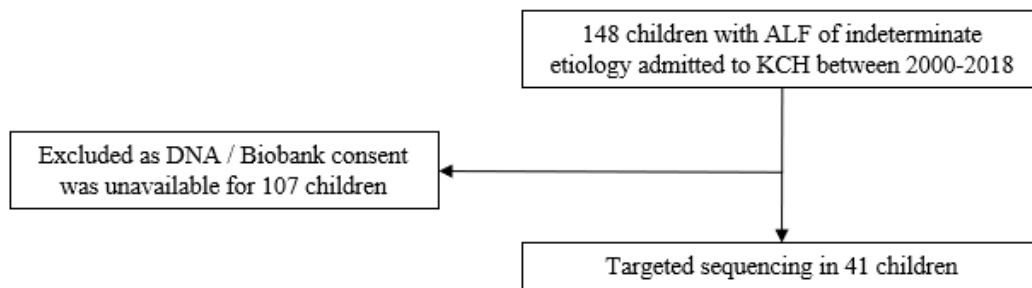 148 children with ALF of indeterminate
etiology admitted to KCH between 2000-2018
Excluded as DNA / Biobank consent
was unavailable for 107 children
Targeted sequencing in 41 children